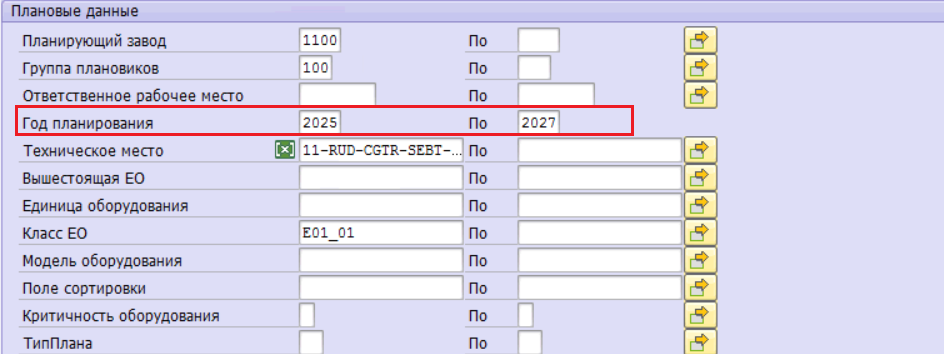 Плановые данные
Планирующий завод 1100 По
Группа плановиков 100 По
Ответственное рабочее место По
Год планирования 2025 По 2027
Техническое место 11-RUD-CGTR-SEBT-... По
Вышестоящая ЕО По
Единица оборудования По
Класс ЕО E01_01 По
Модель оборудования По
Поле сортировки По
Критичность оборудования По
ТипПлана По